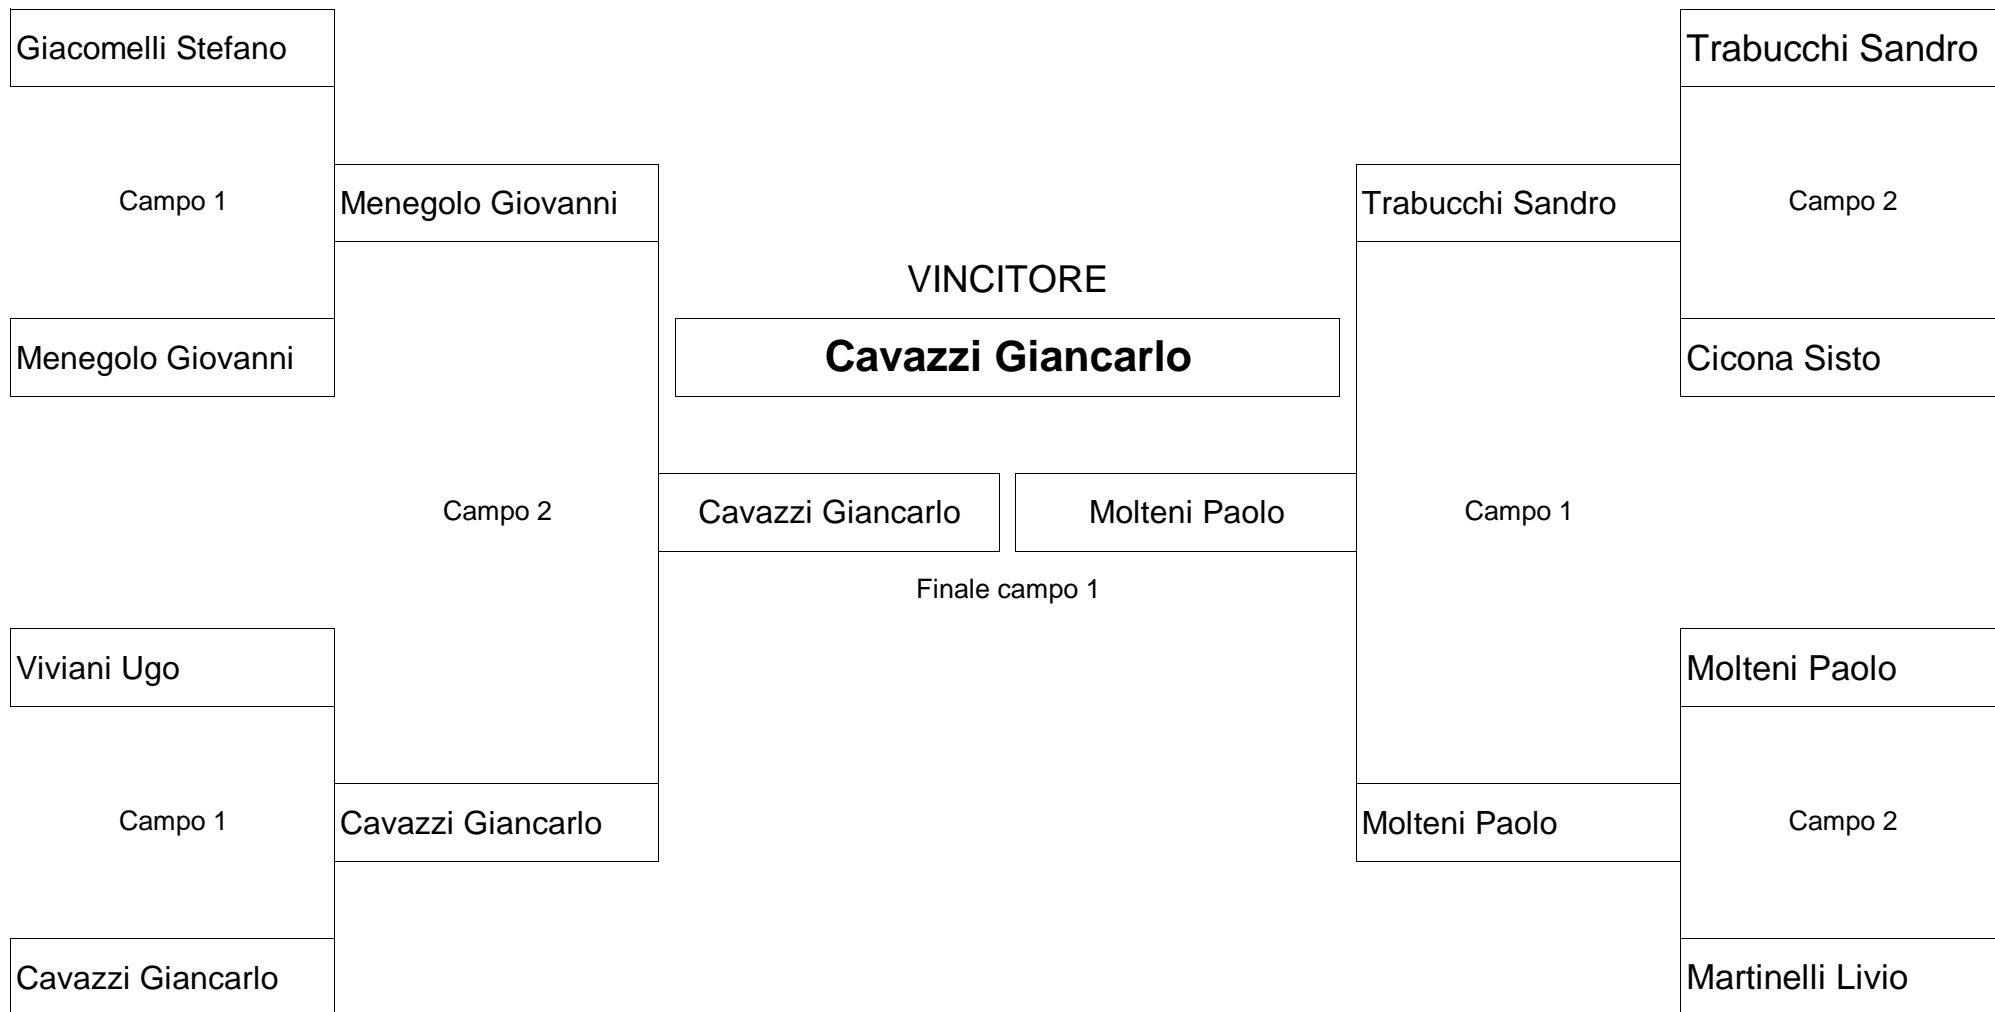 Giacomelli Stefano
Trabucchi Sandro
Campo 1
Menegolo Giovanni
Trabucchi Sandro
Campo 2
VINCITORE
Menegolo Giovanni
Cavazzi Giancarlo
Cicona Sisto
Campo 2
Cavazzi Giancarlo
Molteni Paolo
Campo 1
Finale campo 1
Viviani Ugo
Molteni Paolo
Campo 1
Cavazzi Giancarlo
Molteni Paolo
Campo 2
Cavazzi Giancarlo
Martinelli Livio